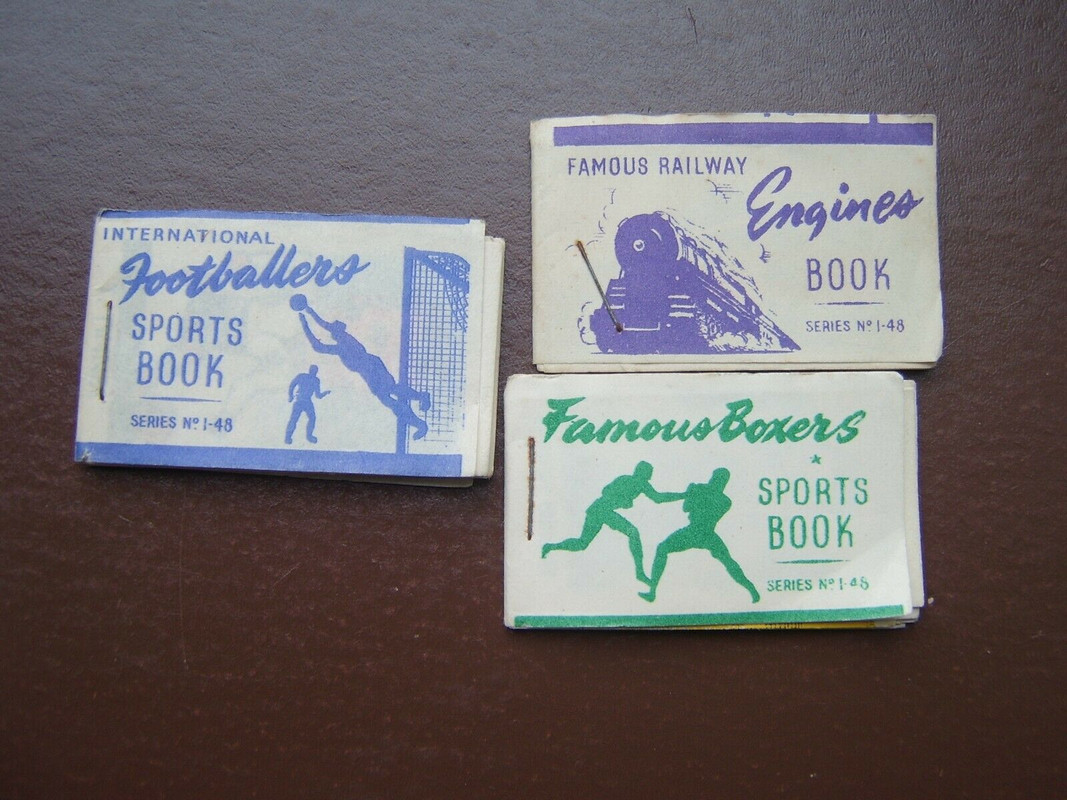 INTERNATIONAL
Footballers
SPORTS
BOOK
SERIES Nº 1-48
FAMOUS RAILWAY
Engines
BOOK
SERIES Nº 1-48
Famous Boxers
SPORTS
BOOK
SERIES Nº 1-48